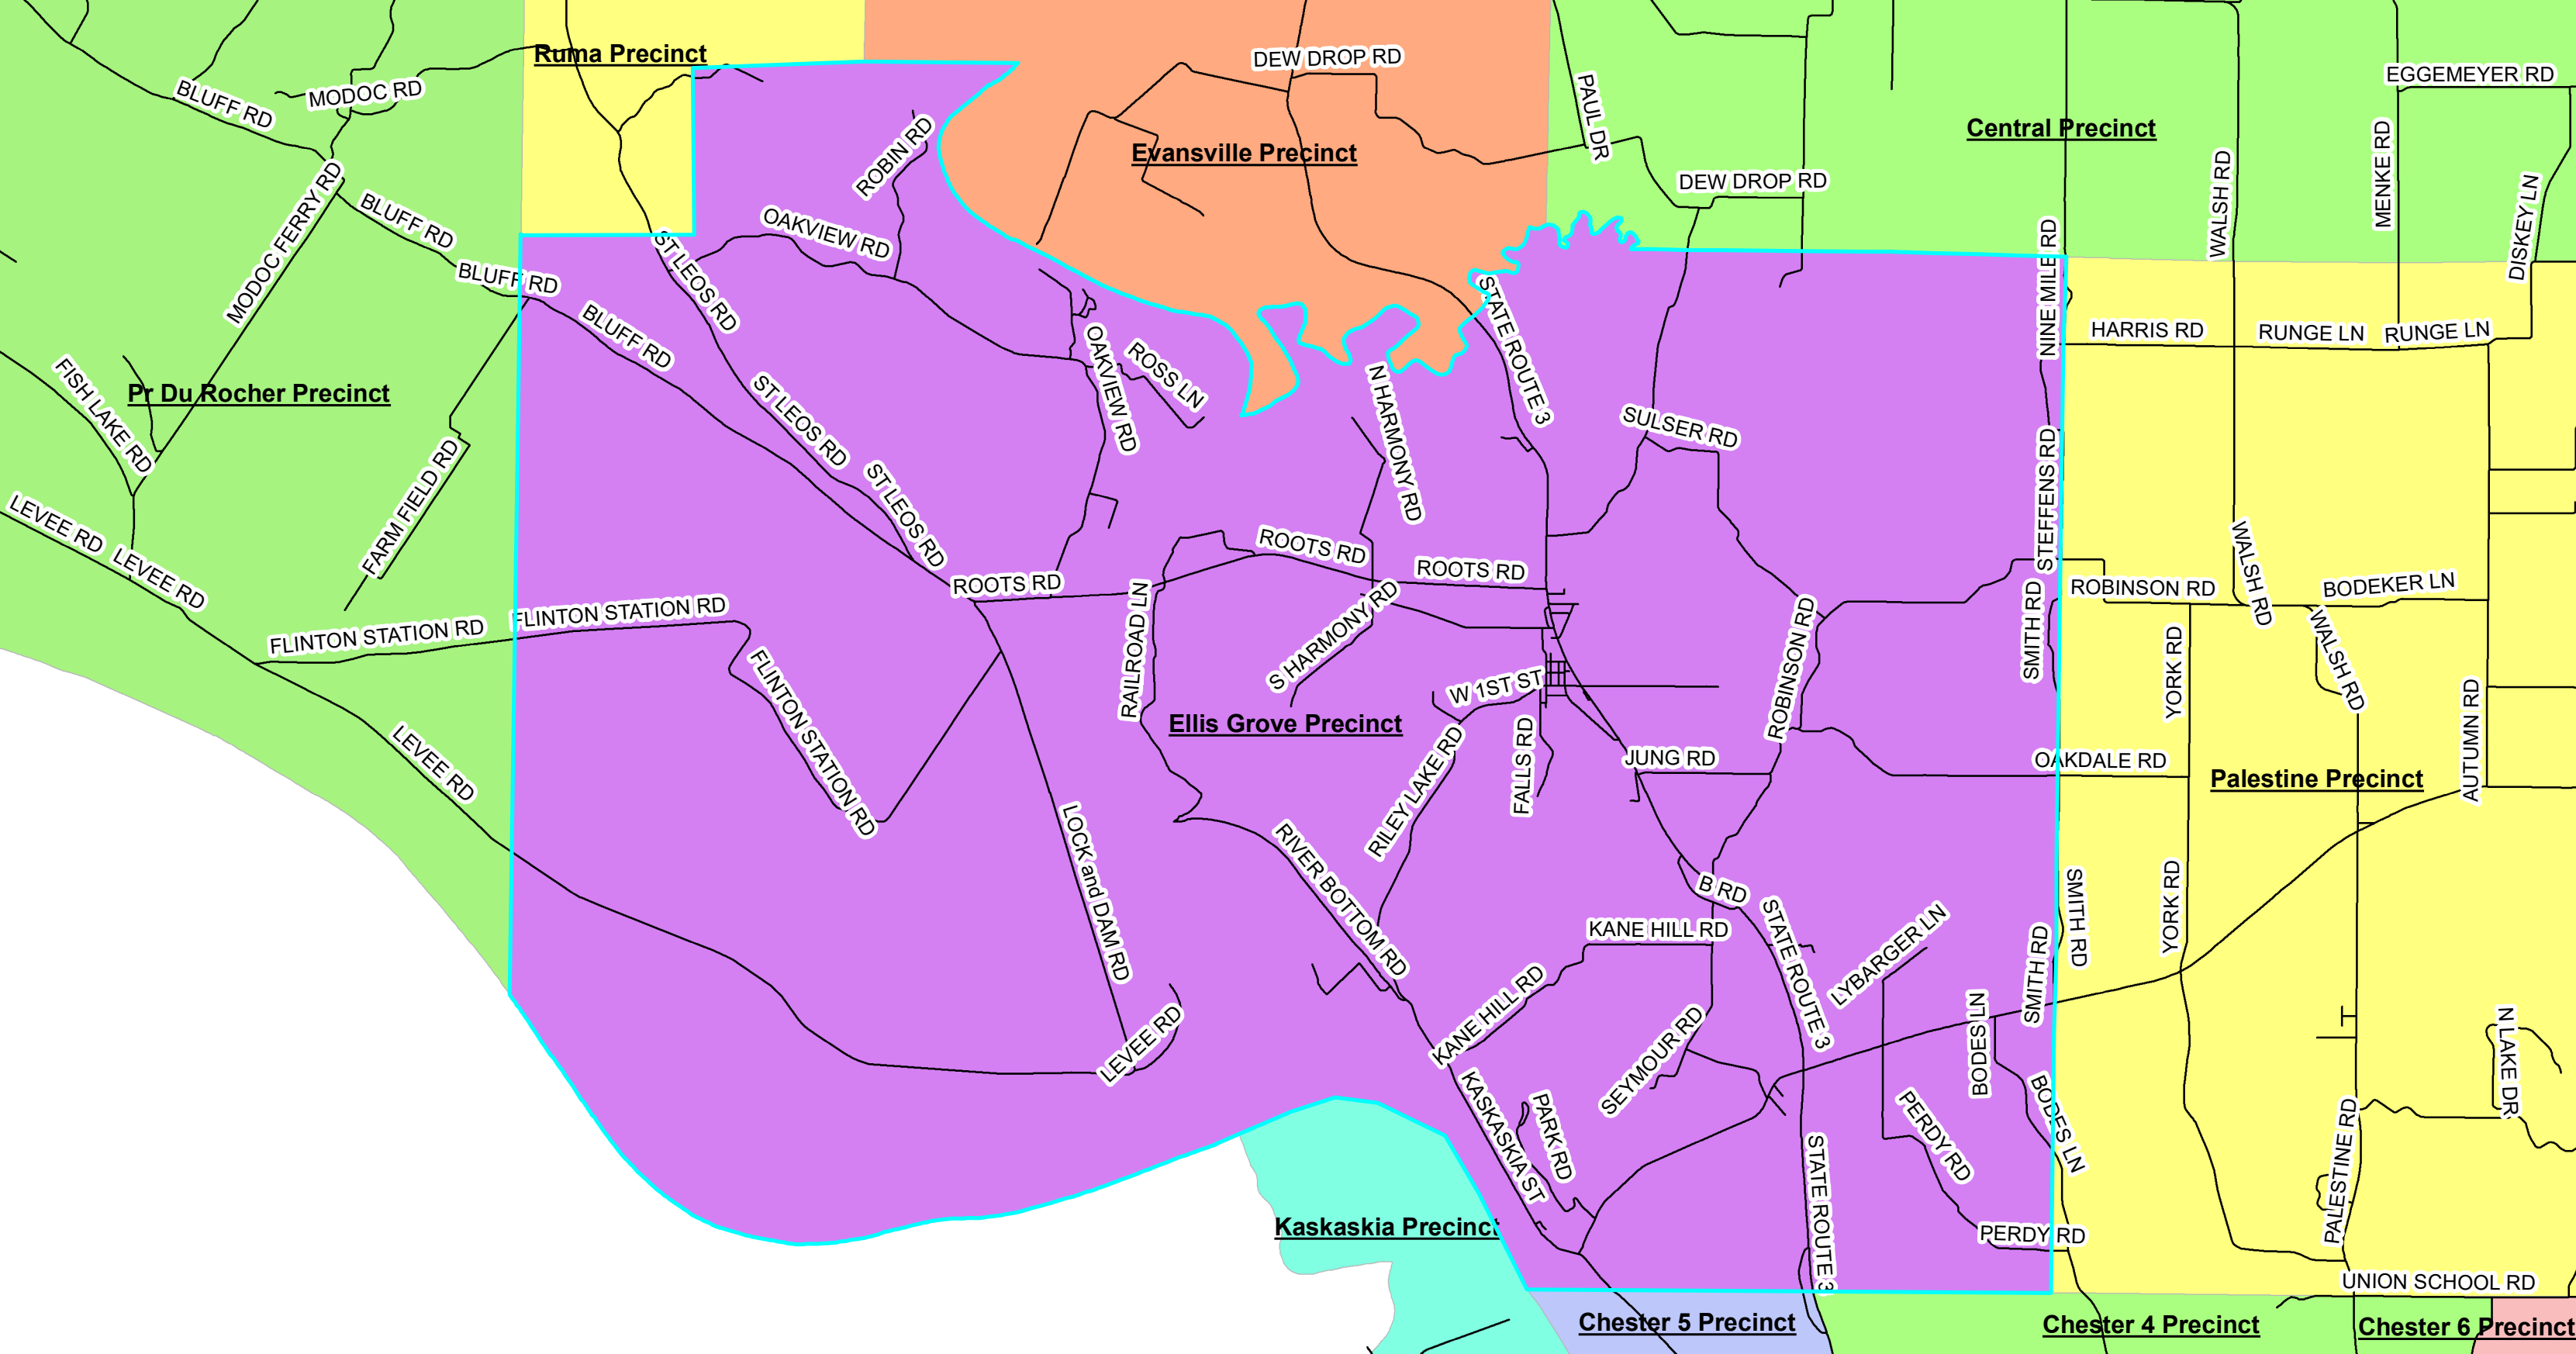 Ruma Precinct
DEW DROP RD
EGGEMEYER RD
BLUFF RD
MODOC RD
PAUL DR
Central Precinct
MENKE RD
ROBIN RD
Evansville Precinct
DEW DROP RD
WALSH RD
DISKEY LN
MODOC FERRY RD
BLUFF RD
OAKVIEW RD
BLUFF RD
ST LEOS RD
NINE MILE RD
STATE ROUTE 3
BLUFF RD
HARRIS RD
RUNGE LN
RUNGE LN
OAKVIEW RD
ROSS LN
FISH LAKE RD
Pr Du Rocher Precinct
ST LEOS RD
N HARMONY RD
SULSER RD
STEFFENS RD
FARM FIELD RD
ST LEOS RD
LEVEE RD
LEVEE RD
ROOTS RD
ROOTS RD
ROOTS RD
WALSH RD
ROBINSON RD
BODEKER LN
FLINTON STATION RD
FLINTON STATION RD
RAILROAD LN
S HARMONY RD
ROBINSON RD
SMITH RD
YORK RD
WALSH RD
FLINTON STATION RD
W 1ST ST
Ellis Grove Precinct
AUTUMN RD
LEVEE RD
RILEY LAKE RD
FALLS RD
JUNG RD
OAKDALE RD
Palestine Precinct
LOCK and DAM RD
RIVER BOTTOM RD
B RD
SMITH RD
YORK RD
KANE HILL RD
STATE ROUTE 3
LYBARGER LN
SMITH RD
KANE HILL RD
LEVEE RD
SEYMOUR RD
BODES LN
N LAKE DR
KASKASKIA ST
PARK RD
PERDY RD
BODES LN
PALESTINE RD
Kaskaskia Precinct
STATE ROUTE 3
PERDY RD
UNION SCHOOL RD
Chester 5 Precinct
Chester 4 Precinct
Chester 6 Precinct